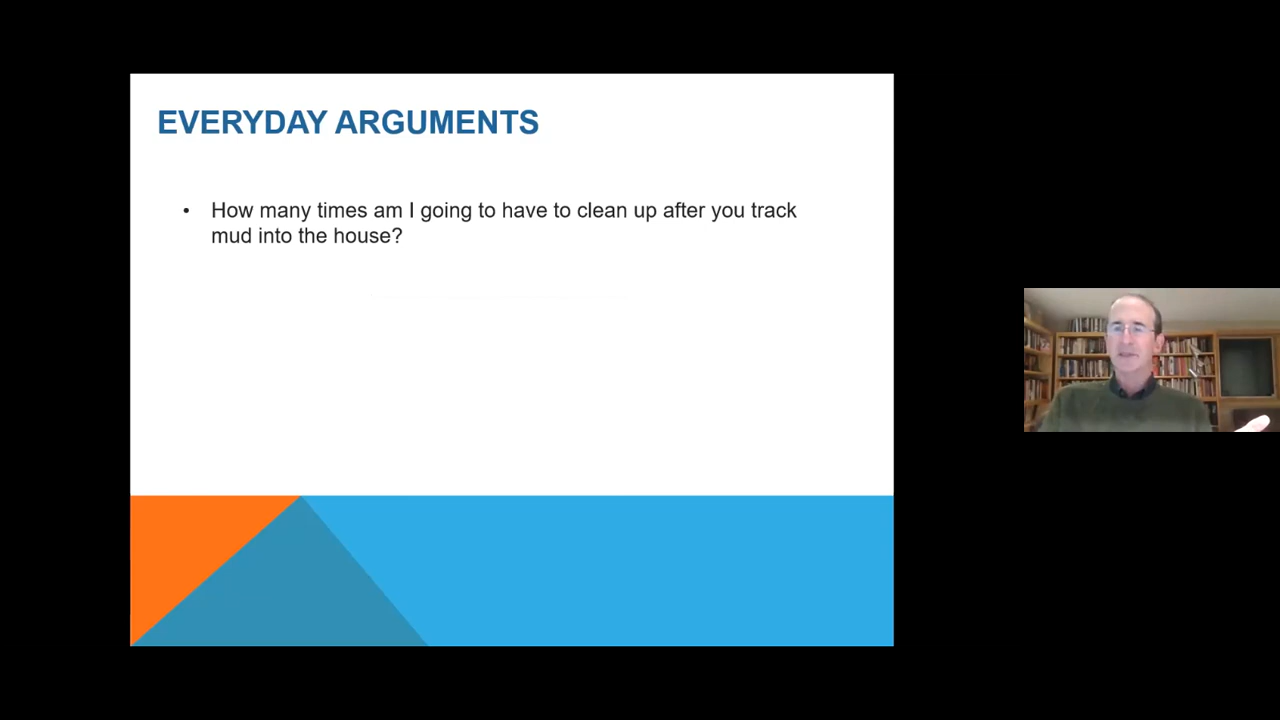 EVERYDAY ARGUMENTS
• How many times am I going to have to clean up after you track
mud into the house?